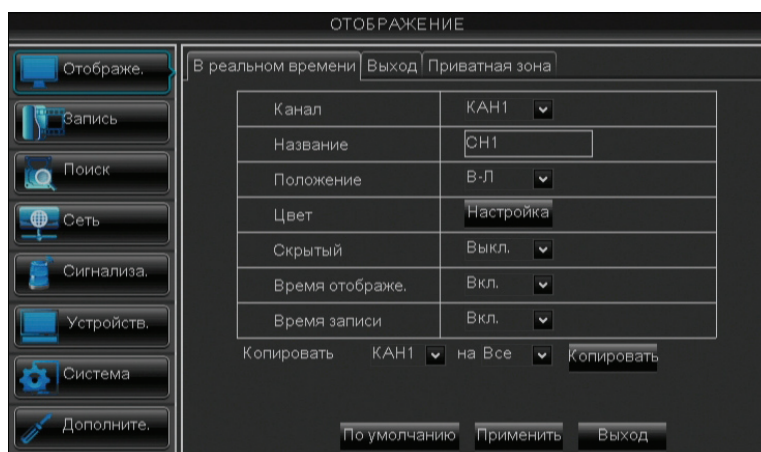 ОТОБРАЖЕНИЕ
Отображе.
Запись
Поиск
Сеть
Сигнализа.
Устройств.
Система
Дополните.
В реальном времени Выход Приватная зона
Канал КАН1
Название CH1
Положение В-Л
Цвет Настройка
Скрытый Выкл.
Время отображе. Вкл.
Время записи Вкл.
Копировать КАН1 на Все Копировать
По умолчанию Применить Выход